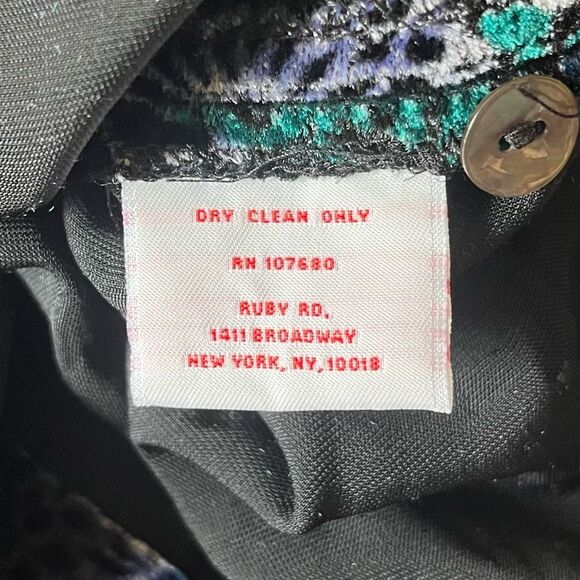 DRY CLEAN ONLY
RN 107680
RUBY RD.
1411 BROADWAY
NEW YORK, NY, 10018